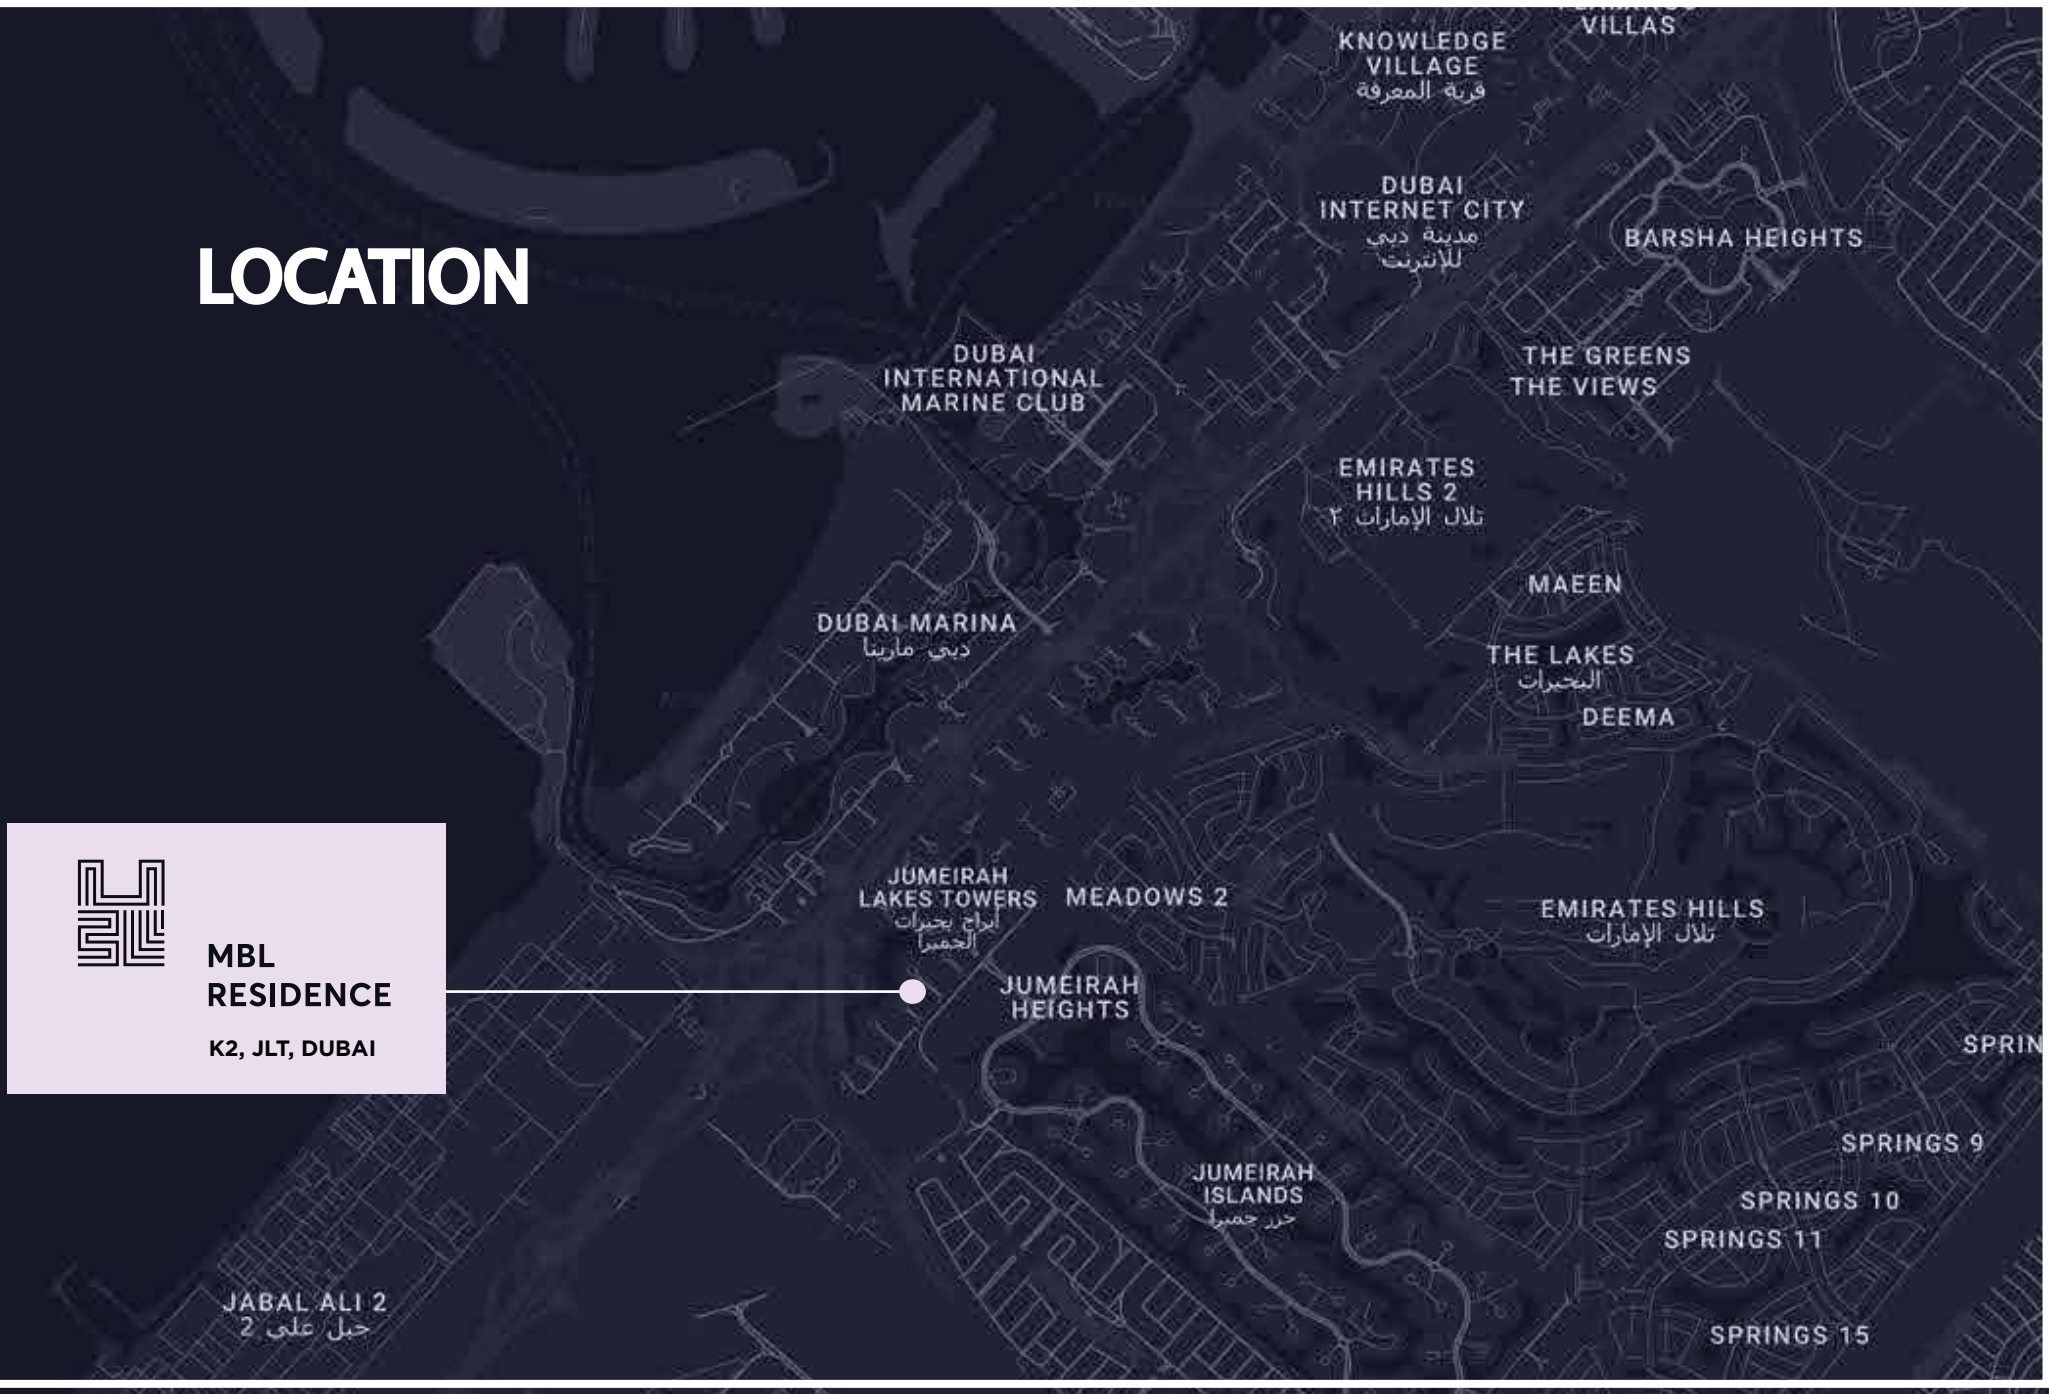 VILLAS
KNOWLEDGE
VILLAGE
قرية المعرفة
DUBAI
INTERNET CITY
مدينة دبي
للانترنت
BARSHA HEIGHTS
LOCATION
DUBAI
INTERNATIONAL
MARINE CLUB
THE GREENS
THE VIEWS
EMIRATES
HILLS 2
تلال الإمارات ٢
MAEEN
DUBAI MARINA
دبي مارينا
THE LAKES
البحيرات
DEEMA
JUMEIRAH
LAKES TOWERS
أبراج بحيرات
الجميرا
MEADOWS 2
EMIRATES HILLS
تلال الإمارات
MBL
RESIDENCE
K2, JLT, DUBAI
JUMEIRAH
HEIGHTS
SPRIN
SPRINGS 9
JUMEIRAH
ISLANDS
جزر جميرا
SPRINGS 10
SPRINGS 11
JABAL ALI 2
جبل علي 2
SPRINGS 15